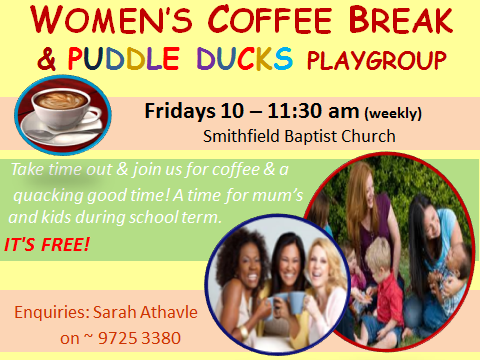 WOMEN'S COFFEE BREAK
& PUDDLE DUCKS PLAYGROUP
Fridays 10 – 11:30 am (weekly)
Smithfield Baptist Church
Take time out & join us for coffee & a
quacking good time! A time for mum's
and kids during school term.
IT'S FREE!
Enquiries: Sarah Athavle
on ~ 9725 3380